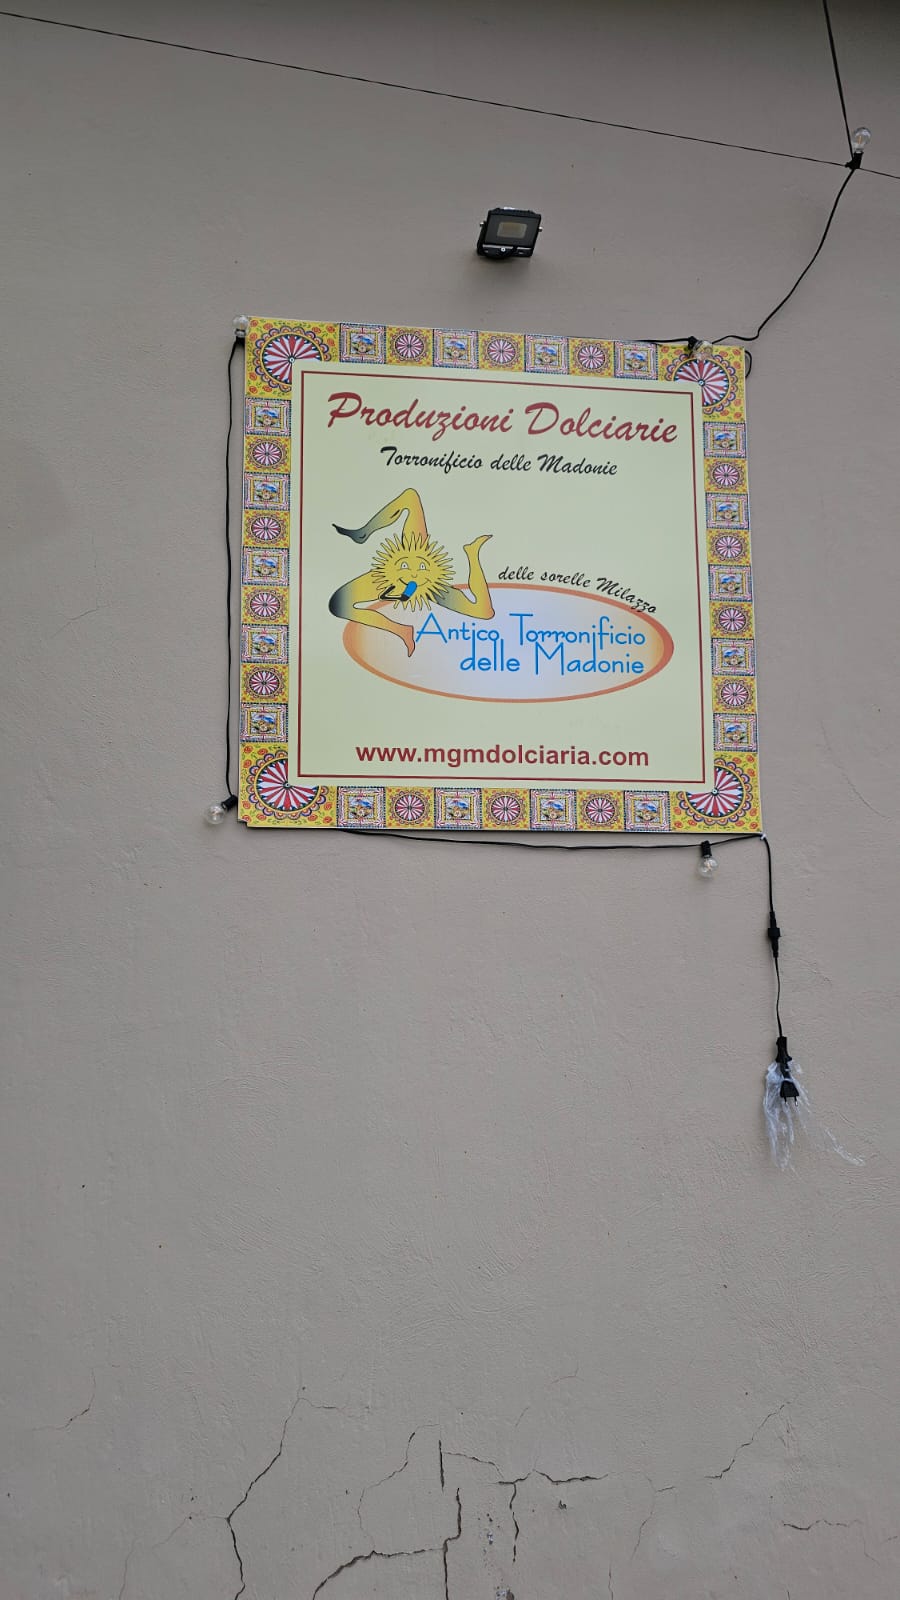 Produzioni Dolciarie
Torronificio delle Madonie
delle sorelle Milazzo
Antico Torronificio
delle Madonie
www.mgmdolciaria.com